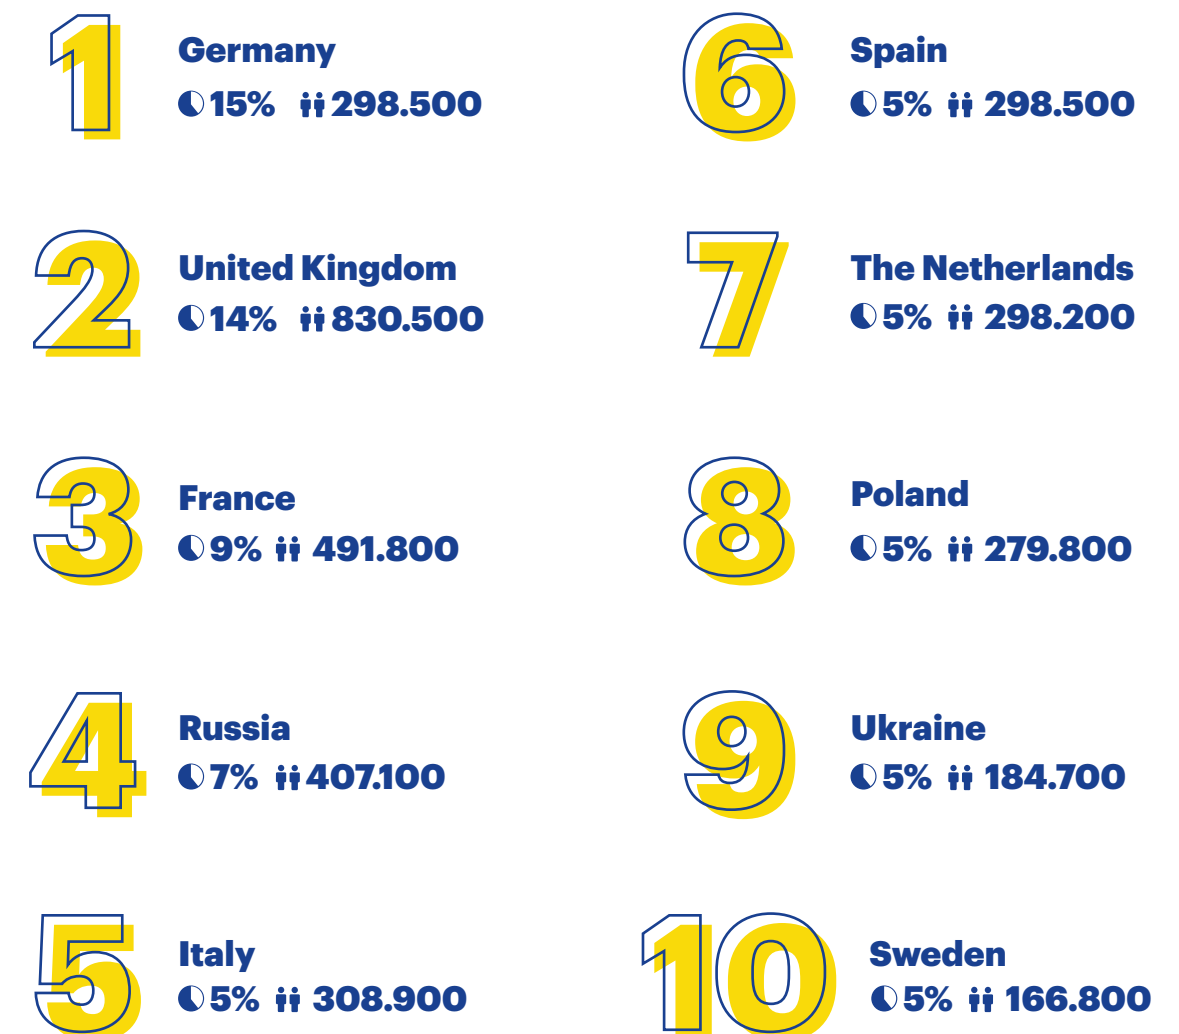 1
Germany
15% 298.500
2
United Kingdom
14% 830.500
3
France
9% 491.800
4
Russia
7% 407.100
5
Italy
5% 308.900
6
Spain
5% 298.500
7
The Netherlands
5% 298.200
8
Poland
5% 279.800
9
Ukraine
5% 184.700
10
Sweden
5% 166.800